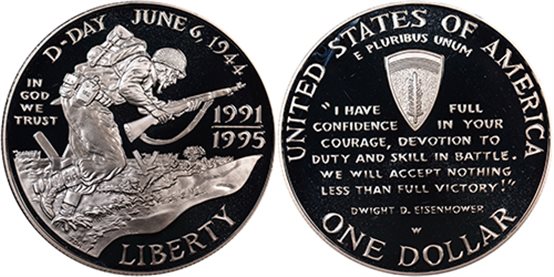 D-DAY JUNE 6, 1944
IN
GOD
WE
TRUST
1991
1995
LIBERTY
UNITED STATES OF AMERICA
E PLURIBUS UNUM
"I HAVE FULL
CONFIDENCE IN YOUR
COURAGE, DEVOTION TO
DUTY AND SKILL IN BATTLE.
WE WILL ACCEPT NOTHING
LESS THAN FULL VICTORY!"
DWIGHT D. EISENHOWER
W
ONE DOLLAR